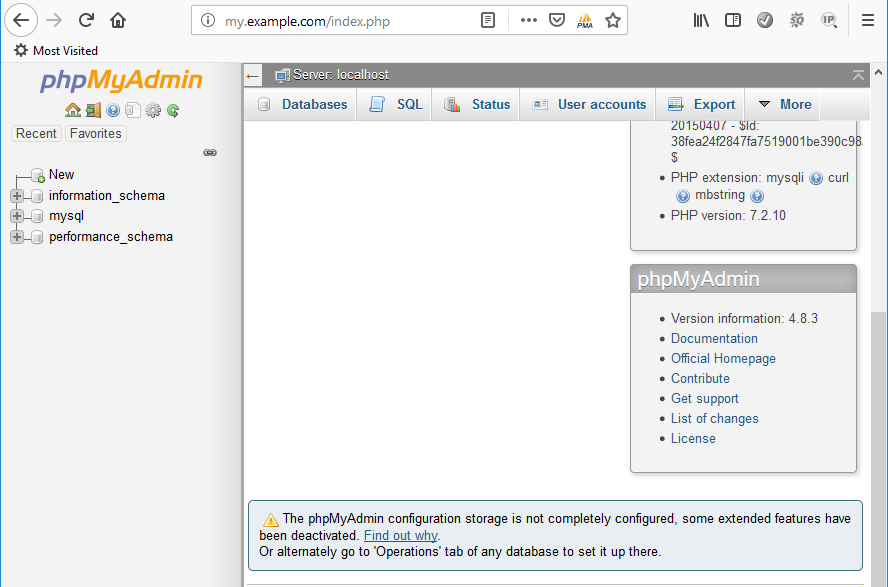 my.example.com/index.php
PMA
IP
Most Visited
phpMyAdmin
Recent Favorites
New
information_schema
mysql
performance_schema
Server: localhost
Databases SQL Status User accounts Export More
20150407 - $Id:
38fea24f2847fa7519001be390c98
$
PHP extension: mysqli curl
mbstring
PHP version: 7.2.10
phpMyAdmin
Version information: 4.8.3
Documentation
Official Homepage
Contribute
Get support
List of changes
License
The phpMyAdmin configuration storage is not completely configured, some extended features have
been deactivated. Find out why.
Or alternately go to 'Operations' tab of any database to set it up there.